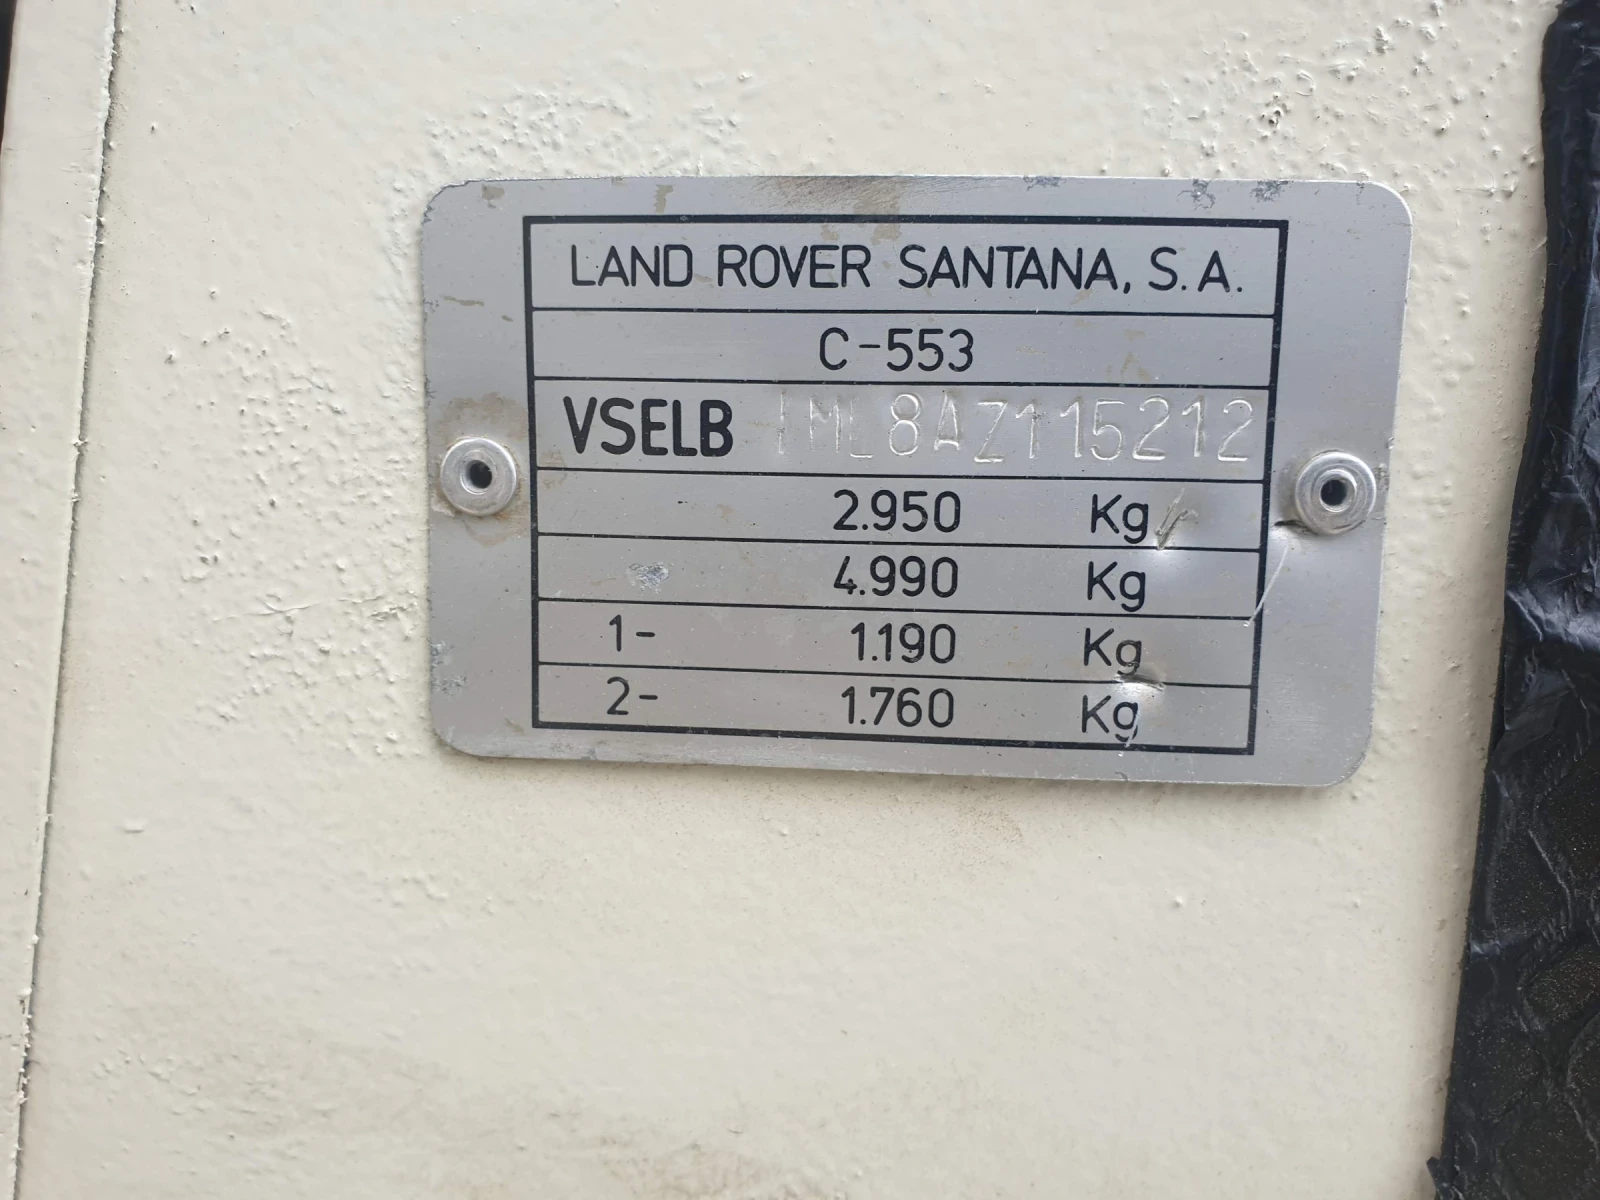 LAND ROVER SANTANA, S.A.
C-553
VSELB 1ML8AZ115212
2.950 Kg
4.990 Kg
1- 1.190 Kg
2- 1.760 Kg